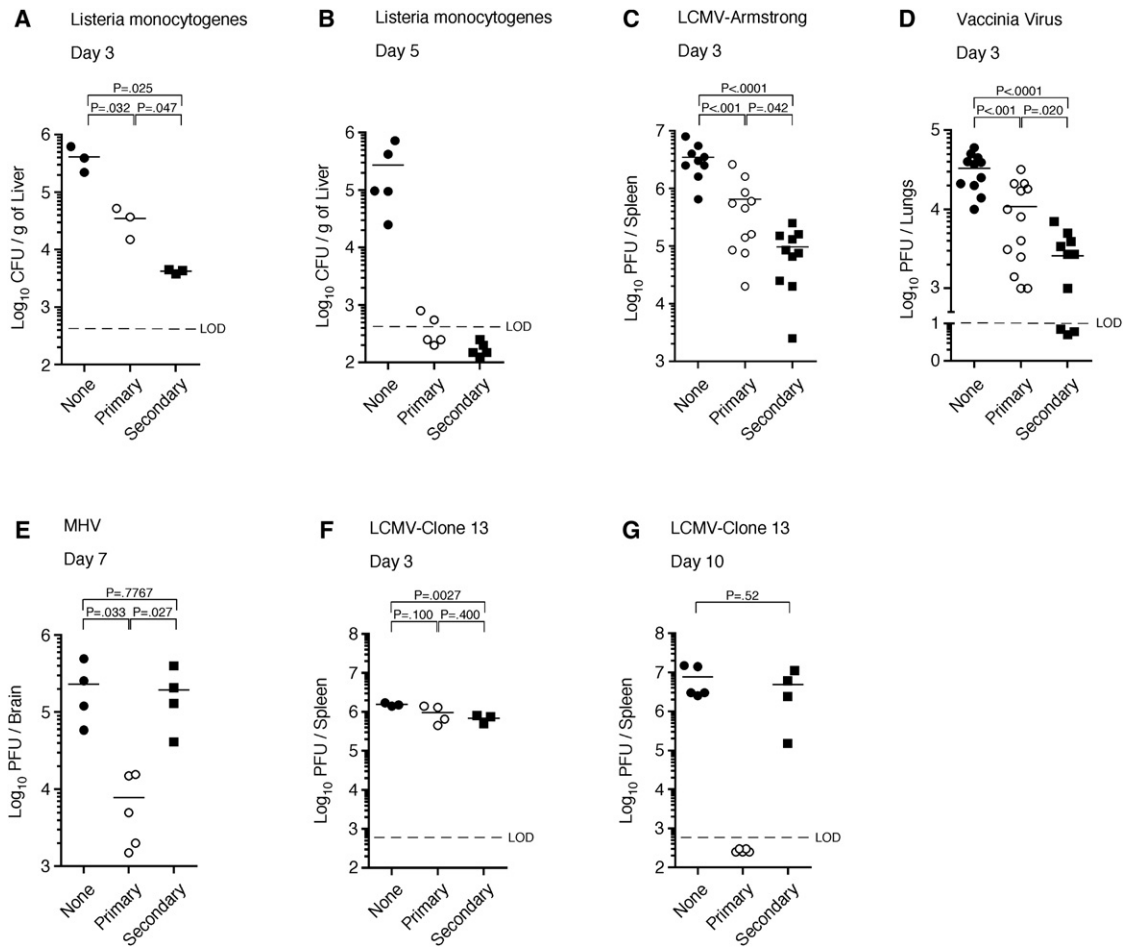 A
Listeria monocytogenes
Day 3
P=.025
P=.032
P=.047
6
5
4
3
2
Log10 CFU / g of Liver
LOD
None
Primary
Secondary
B
Listeria monocytogenes
Day 5
6
5
4
3
2
Log10 CFU / g of Liver
LOD
None
Primary
Secondary
C
LCMV-Armstrong
Day 3
P<.0001
P<.001
P=.042
7
6
5
4
3
Log10 PFU / Spleen
None
Primary
Secondary
D
Vaccinia Virus
Day 3
P<.0001
P<.001
P=.020
5
4
3
1
0
Log10 PFU / Lungs
LOD
None
Primary
Secondary
E
MHV
Day 7
P=.7767
P=.033
P=.027
6
5
4
3
Log10 PFU / Brain
None
Primary
Secondary
F
LCMV-Clone 13
Day 3
P=.0027
P=.100
P=.400
8
7
6
5
4
3
2
Log10 PFU / Spleen
LOD
None
Primary
Secondary
G
LCMV-Clone 13
Day 10
P=.52
8
7
6
5
4
3
2
Log10 PFU / Spleen
LOD
None
Primary
Secondary